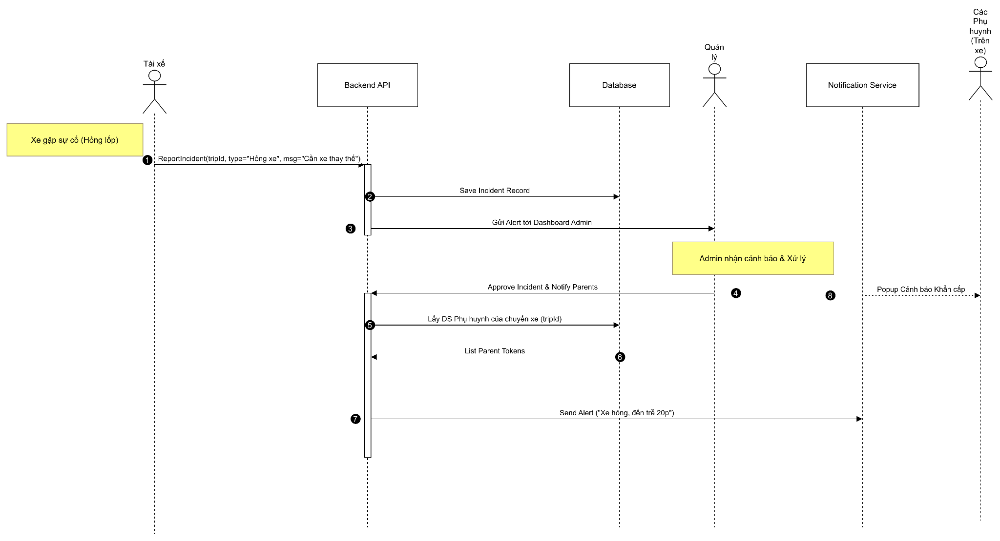 Các
Phụ
huynh
(Trên
xe)
Quản
lý
Tài xế
Backend API
Database
Notification Service
Xe gặp sự cố (Hỏng lốp)
1
ReportIncident(tripId, type="Hỏng xe", msg="Cần xe thay thế")
Save Incident Record
2
Gửi Alert tới Dashboard Admin
3
Admin nhận cảnh báo & Xử lý
Approve Incident & Notify Parents
4
8
Popup Cảnh báo Khẩn cấp
Lấy DS Phụ huynh của chuyến xe (tripId)
5
List Parent Tokens
6
Send Alert ("Xe hỏng, đến trễ 20p")
7